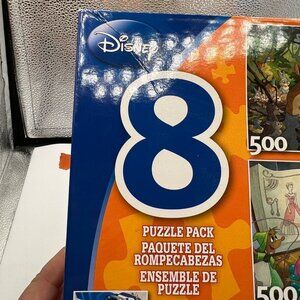 Disney
8
PUZZLE PACK
PAQUETE DEL
ROMPECABEZAS
ENSEMBLE DE
PUZZLE
500
500